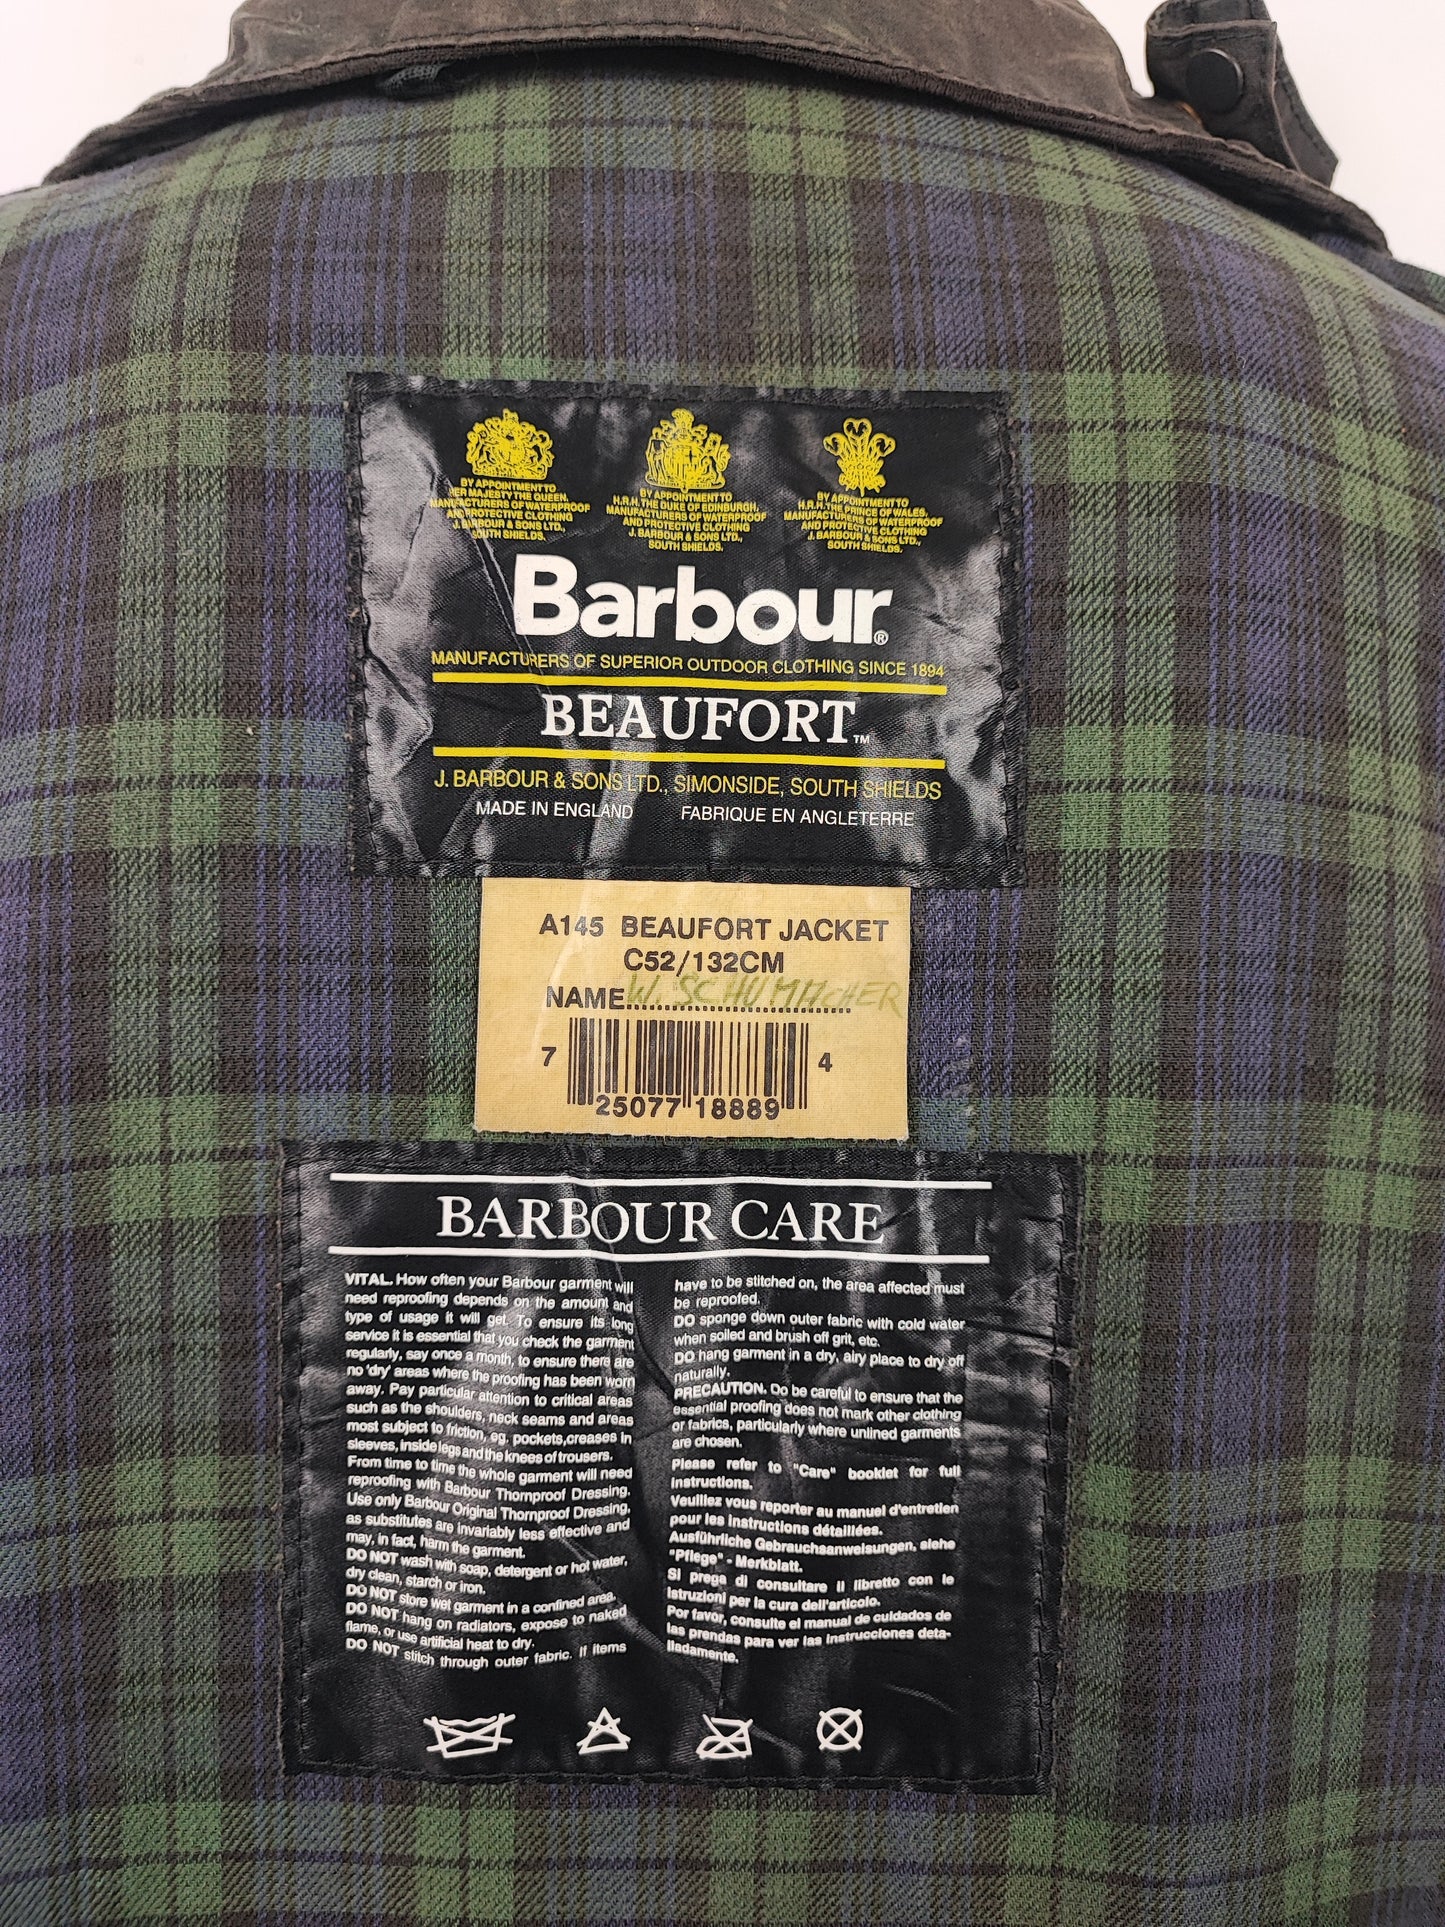 BY APPOINTMENT TO
HER MAJESTY THE QUEEN,
MANUFACTURERS OF WATERPROOF
AND PROTECTIVE CLOTHING
J. BARBOUR & SONS LTD.,
SOUTH SHIELDS.
BY APPOINTMENT TO
H.R.H. THE DUKE OF EDINBURGH,
MANUFACTURERS OF WATERPROOF
AND PROTECTIVE CLOTHING
J. BARBOUR & SONS LTD.,
SOUTH SHIELDS.
BY APPOINTMENT TO
H.R.H. THE PRINCE OF WALES,
MANUFACTURERS OF WATERPROOF
AND PROTECTIVE CLOTHING
J. BARBOUR & SONS LTD.,
SOUTH SHIELDS.
Barbour®
MANUFACTURERS OF SUPERIOR OUTDOOR CLOTHING SINCE 1894
BEAUFORT™
J. BARBOUR & SONS LTD., SIMONSIDE, SOUTH SHIELDS
MADE IN ENGLAND FABRIQUE EN ANGLETERRE
A145 BEAUFORT JACKET
C52/132CM
NAME W. SCHUMACHER
7 25077 18889 4
BARBOUR CARE
VITAL. How often your Barbour garment will
need reproofing depends on the amount and
type of usage it will get. To ensure its long
service it is essential that you check the garment
regularly, say once a month, to ensure there are
no 'dry' areas where the proofing has been worn
away. Pay particular attention to critical areas
such as the shoulders, neck seams and areas
most subject to friction, eg. pockets,creases in
sleeves, inside legs and the knees of trousers.
From time to time the whole garment will need
reproofing with Barbour Thornproof Dressing.
Use only Barbour Original Thornproof Dressing,
as substitutes are invariably less effective and
may, in fact, harm the garment.
DO NOT wash with soap, detergent or hot water,
dry clean, starch or iron.
DO NOT store wet garment in a confined area.
DO NOT hang on radiators, expose to naked
flame, or use artificial heat to dry.
DO NOT stitch through outer fabric. If items
have to be stitched on, the area affected must
be reproofed.
DO sponge down outer fabric with cold water
when soiled and brush off grit, etc.
DO hang garment in a dry, airy place to dry off
naturally.
PRECAUTION. Do be careful to ensure that the
essential proofing does not mark other clothing
or fabrics, particularly where unlined garments
are chosen.
Please refer to "Care" booklet for full
instructions.
Veuillez vous reporter au manuel d'entretien
pour les instructions détaillées.
Ausführliche Gebrauchsanweisungen, siehe
"Pflege" - Merkblatt.
Si prega di consultare il libretto con le
istruzioni per la cura dell'articolo.
Por favor, consulte el manual de cuidados de
las prendas para ver las instrucciones deta-
lladamente.